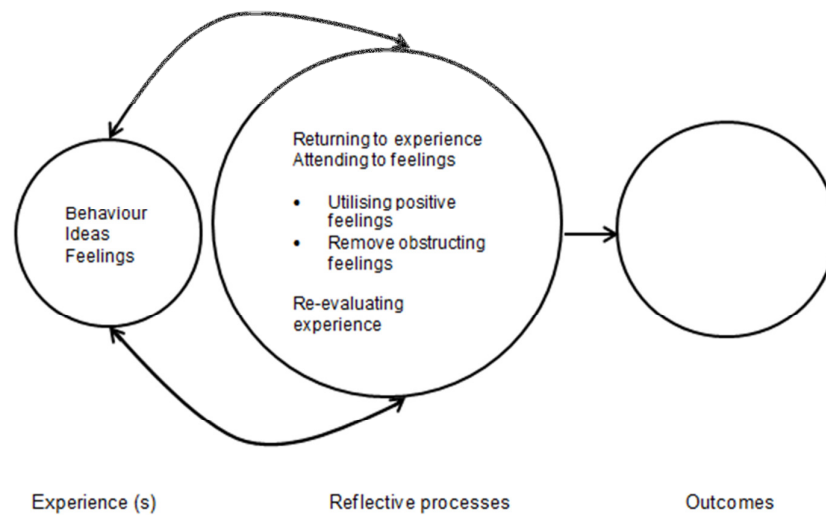 Behaviour
Ideas
Feelings
Returning to experience
Attending to feelings
• Utilising positive
feelings
• Remove obstructing
feelings
Re-evaluating
experience
Experience (s)
Reflective processes
Outcomes